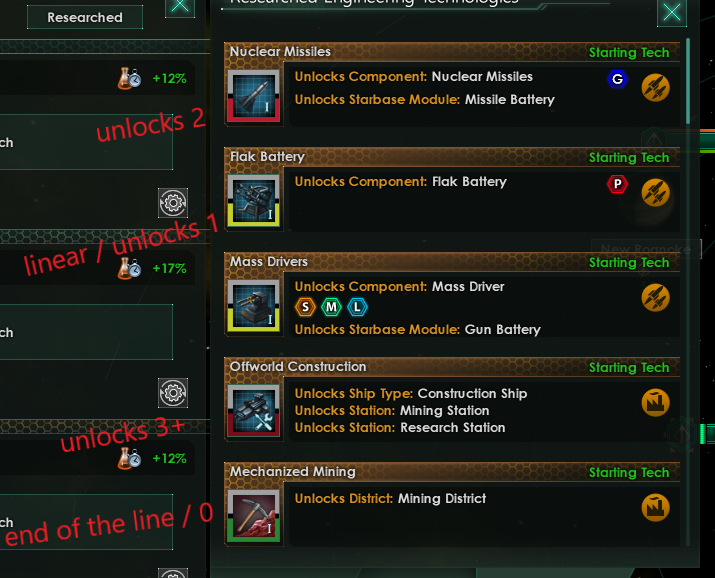 Researched
Researched Engineering Technologies
+12%
unlocks 2
ch
linear / unlocks 1
+17%
ch
unlocks 3+
+12%
ch
end of the line / 0
Nuclear Missiles
Starting Tech
I
Unlocks Component: Nuclear Missiles
G
Unlocks Starbase Module: Missile Battery
Flak Battery
Starting Tech
I
Unlocks Component: Flak Battery
P
New Roanoke
Mass Drivers
Starting Tech
I
Unlocks Component: Mass Driver
S M L
Unlocks Starbase Module: Gun Battery
Offworld Construction
Starting Tech
Unlocks Ship Type: Construction Ship
Unlocks Station: Mining Station
Unlocks Station: Research Station
Mechanized Mining
Starting Tech
I
Unlocks District: Mining District